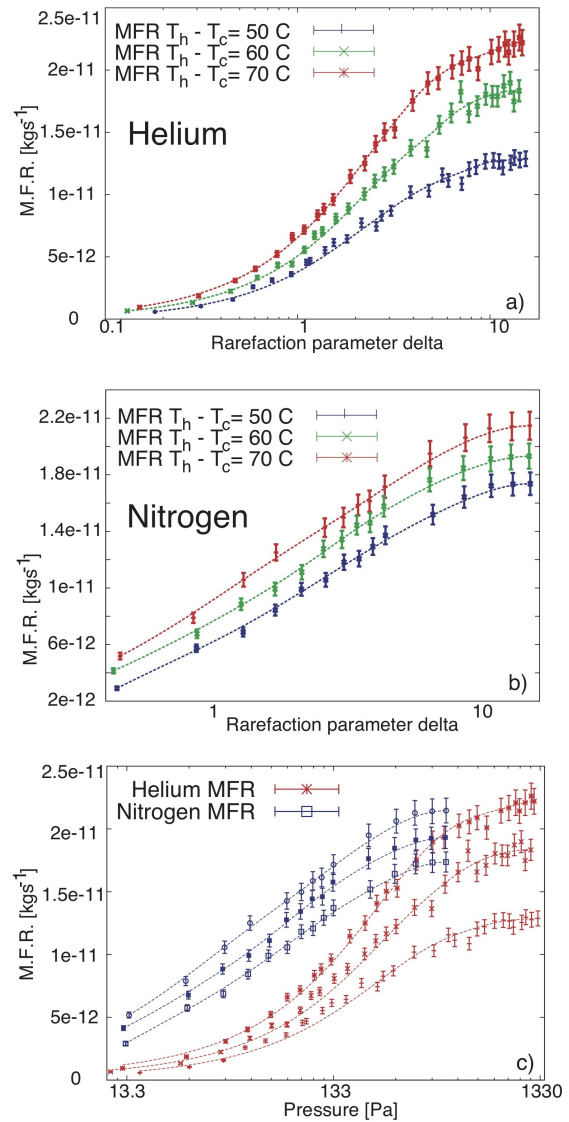 MFR Th - Tc= 50 C
MFR Th - Tc= 60 C
MFR Th - Tc= 70 C
Helium
M.F.R. [kgs-1]
2.5e-11
2e-11
1.5e-11
1e-11
5e-12
0
a)
0.1 1 10
Rarefaction parameter delta
MFR Th - Tc= 50 C
MFR Th - Tc= 60 C
MFR Th - Tc= 70 C
Nitrogen
M.F.R. [kgs-1]
2.2e-11
1.8e-11
1.4e-11
1e-11
6e-12
2e-12
b)
1 10
Rarefaction parameter delta
Helium MFR
Nitrogen MFR
M.F.R. [kgs-1]
2.5e-11
2e-11
1.5e-11
1e-11
5e-12
0
c)
13.3 133 1330
Pressure [Pa]